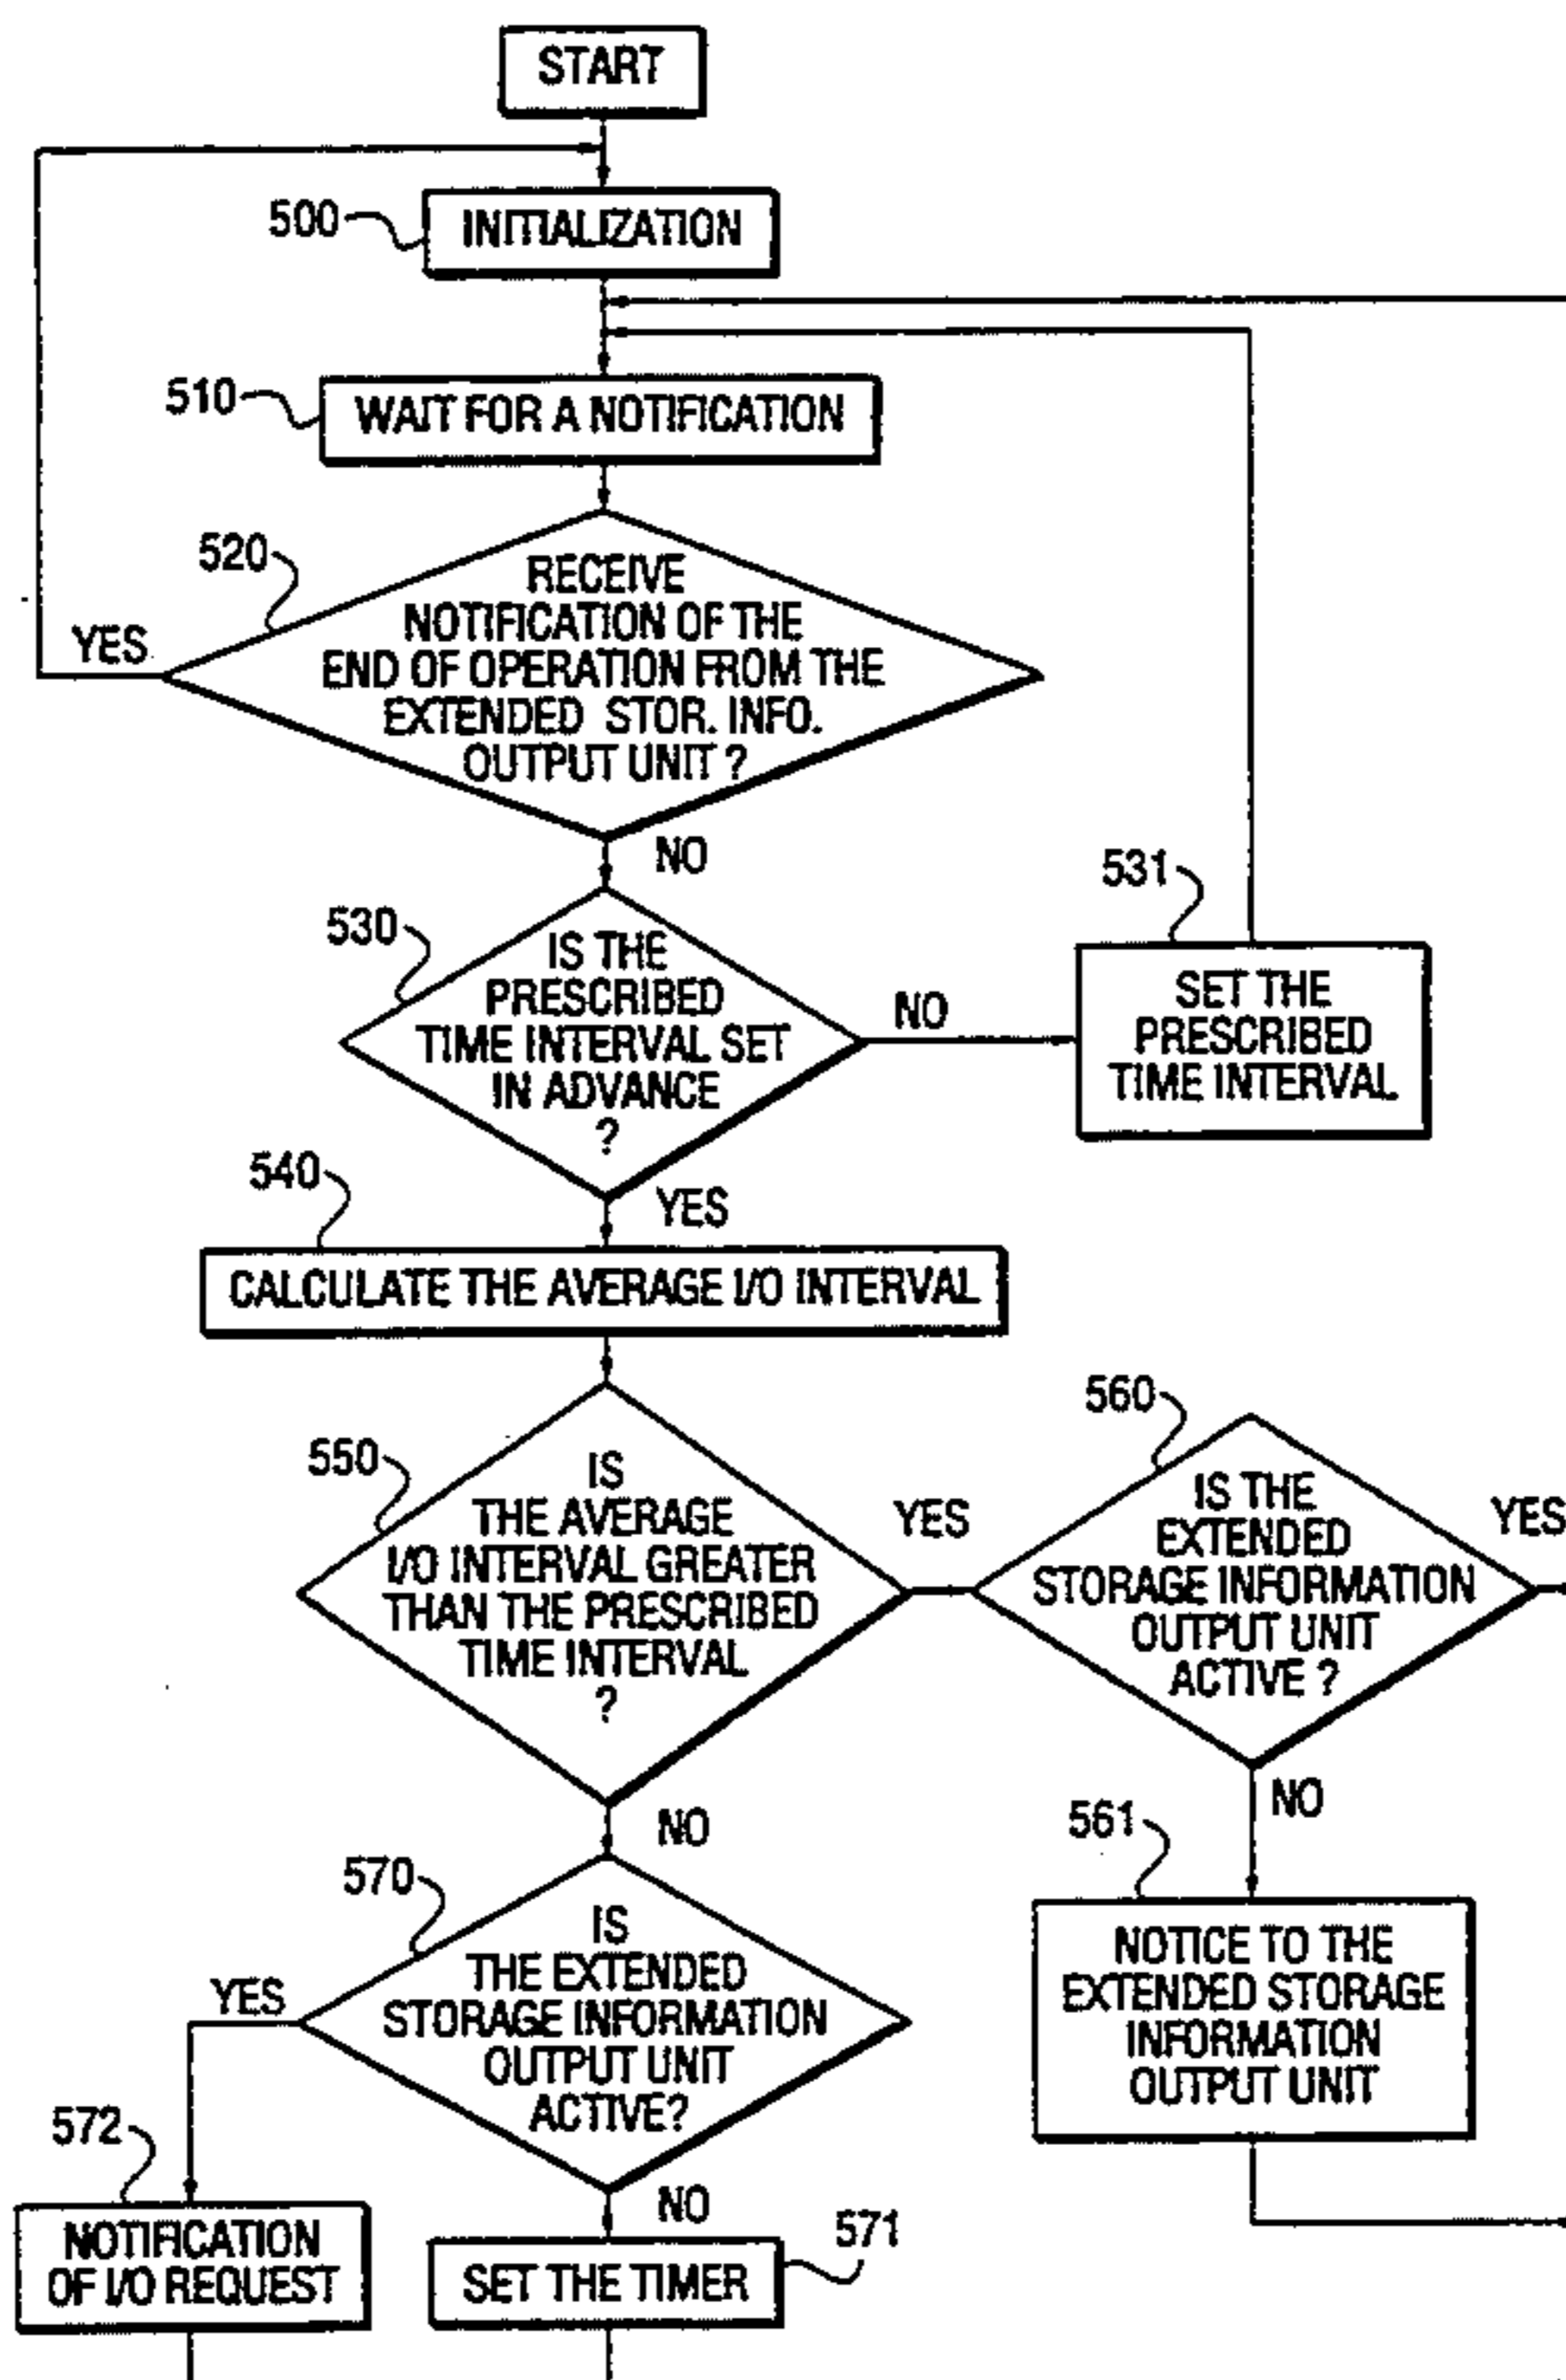 START
500
INITIALIZATION
510
WAIT FOR A NOTIFICATION
520
RECEIVE
NOTIFICATION OF THE
END OF OPERATION FROM THE
EXTENDED STOR. INFO.
OUTPUT UNIT ?
YES
NO
530
IS THE
PRESCRIBED
TIME INTERVAL SET
IN ADVANCE
?
NO
531
SET THE
PRESCRIBED
TIME INTERVAL
YES
540
CALCULATE THE AVERAGE I/O INTERVAL
550
IS
THE AVERAGE
I/O INTERVAL GREATER
THAN THE PRESCRIBED
TIME INTERVAL
?
YES
560
IS THE
EXTENDED
STORAGE INFORMATION
OUTPUT UNIT
ACTIVE ?
YES
NO
561
NOTICE TO THE
EXTENDED STORAGE
INFORMATION
OUTPUT UNIT
NO
570
IS
THE EXTENDED
STORAGE INFORMATION
OUTPUT UNIT
ACTIVE?
YES
572
NOTIFICATION
OF I/O REQUEST
NO
571
SET THE TIMER